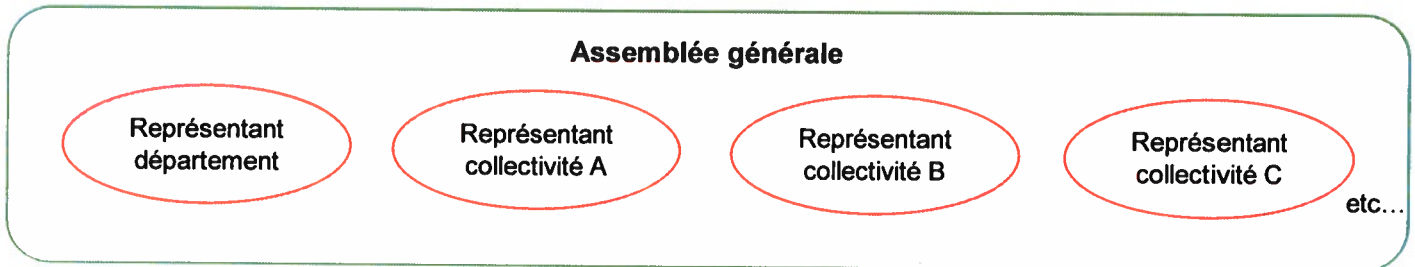 Assemblée générale
Représentant
département
Représentant
collectivité A
Représentant
collectivité B
Représentant
collectivité C
etc...